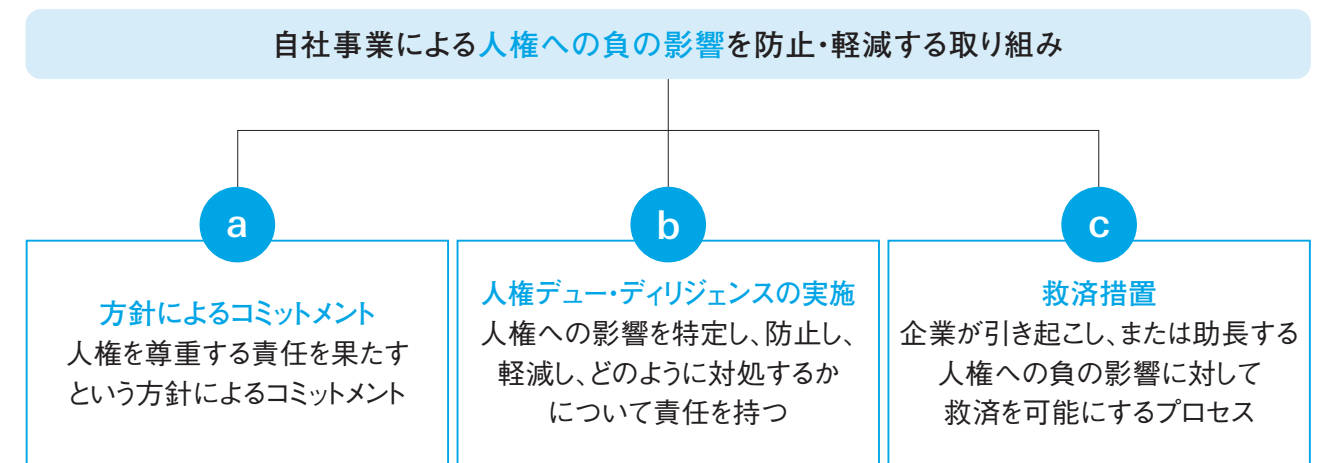 自社事業による人権への負の影響を防止・軽減する取り組み
a
方針によるコミットメント
人権を尊重する責任を果たす
という方針によるコミットメント
b
人権デュー・ディリジェンスの実施
人権への影響を特定し、防止し、
軽減し、どのように対処するか
について責任を持つ
c
救済措置
企業が引き起こし、または助長する
人権への負の影響に対して
救済を可能にするプロセス